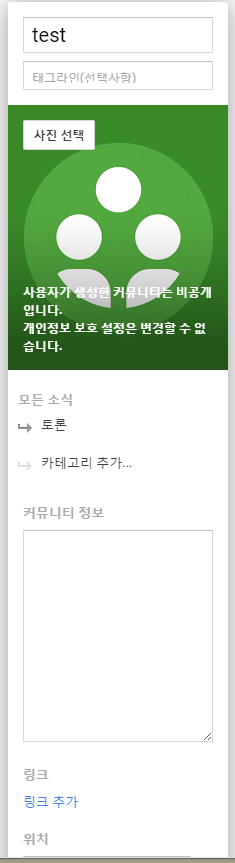 test
태그라인(선택사항)
사진 선택
사용자가 생성한 커뮤니티는 비공개
입니다.
개인정보 보호 설정은 변경할 수 없
습니다.
모든 소식
토론
카테고리 추가...
커뮤니티 정보
링크
링크 추가
위치